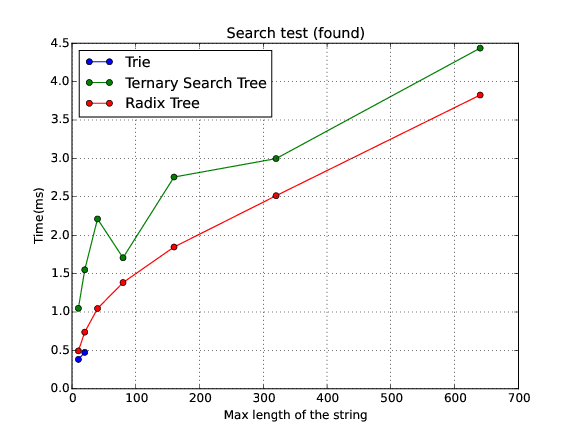 Search test (found)
Trie
Ternary Search Tree
Radix Tree
Time(ms)
4.5
4.0
3.5
3.0
2.5
2.0
1.5
1.0
0.5
0.0
0 100 200 300 400 500 600 700
Max length of the string